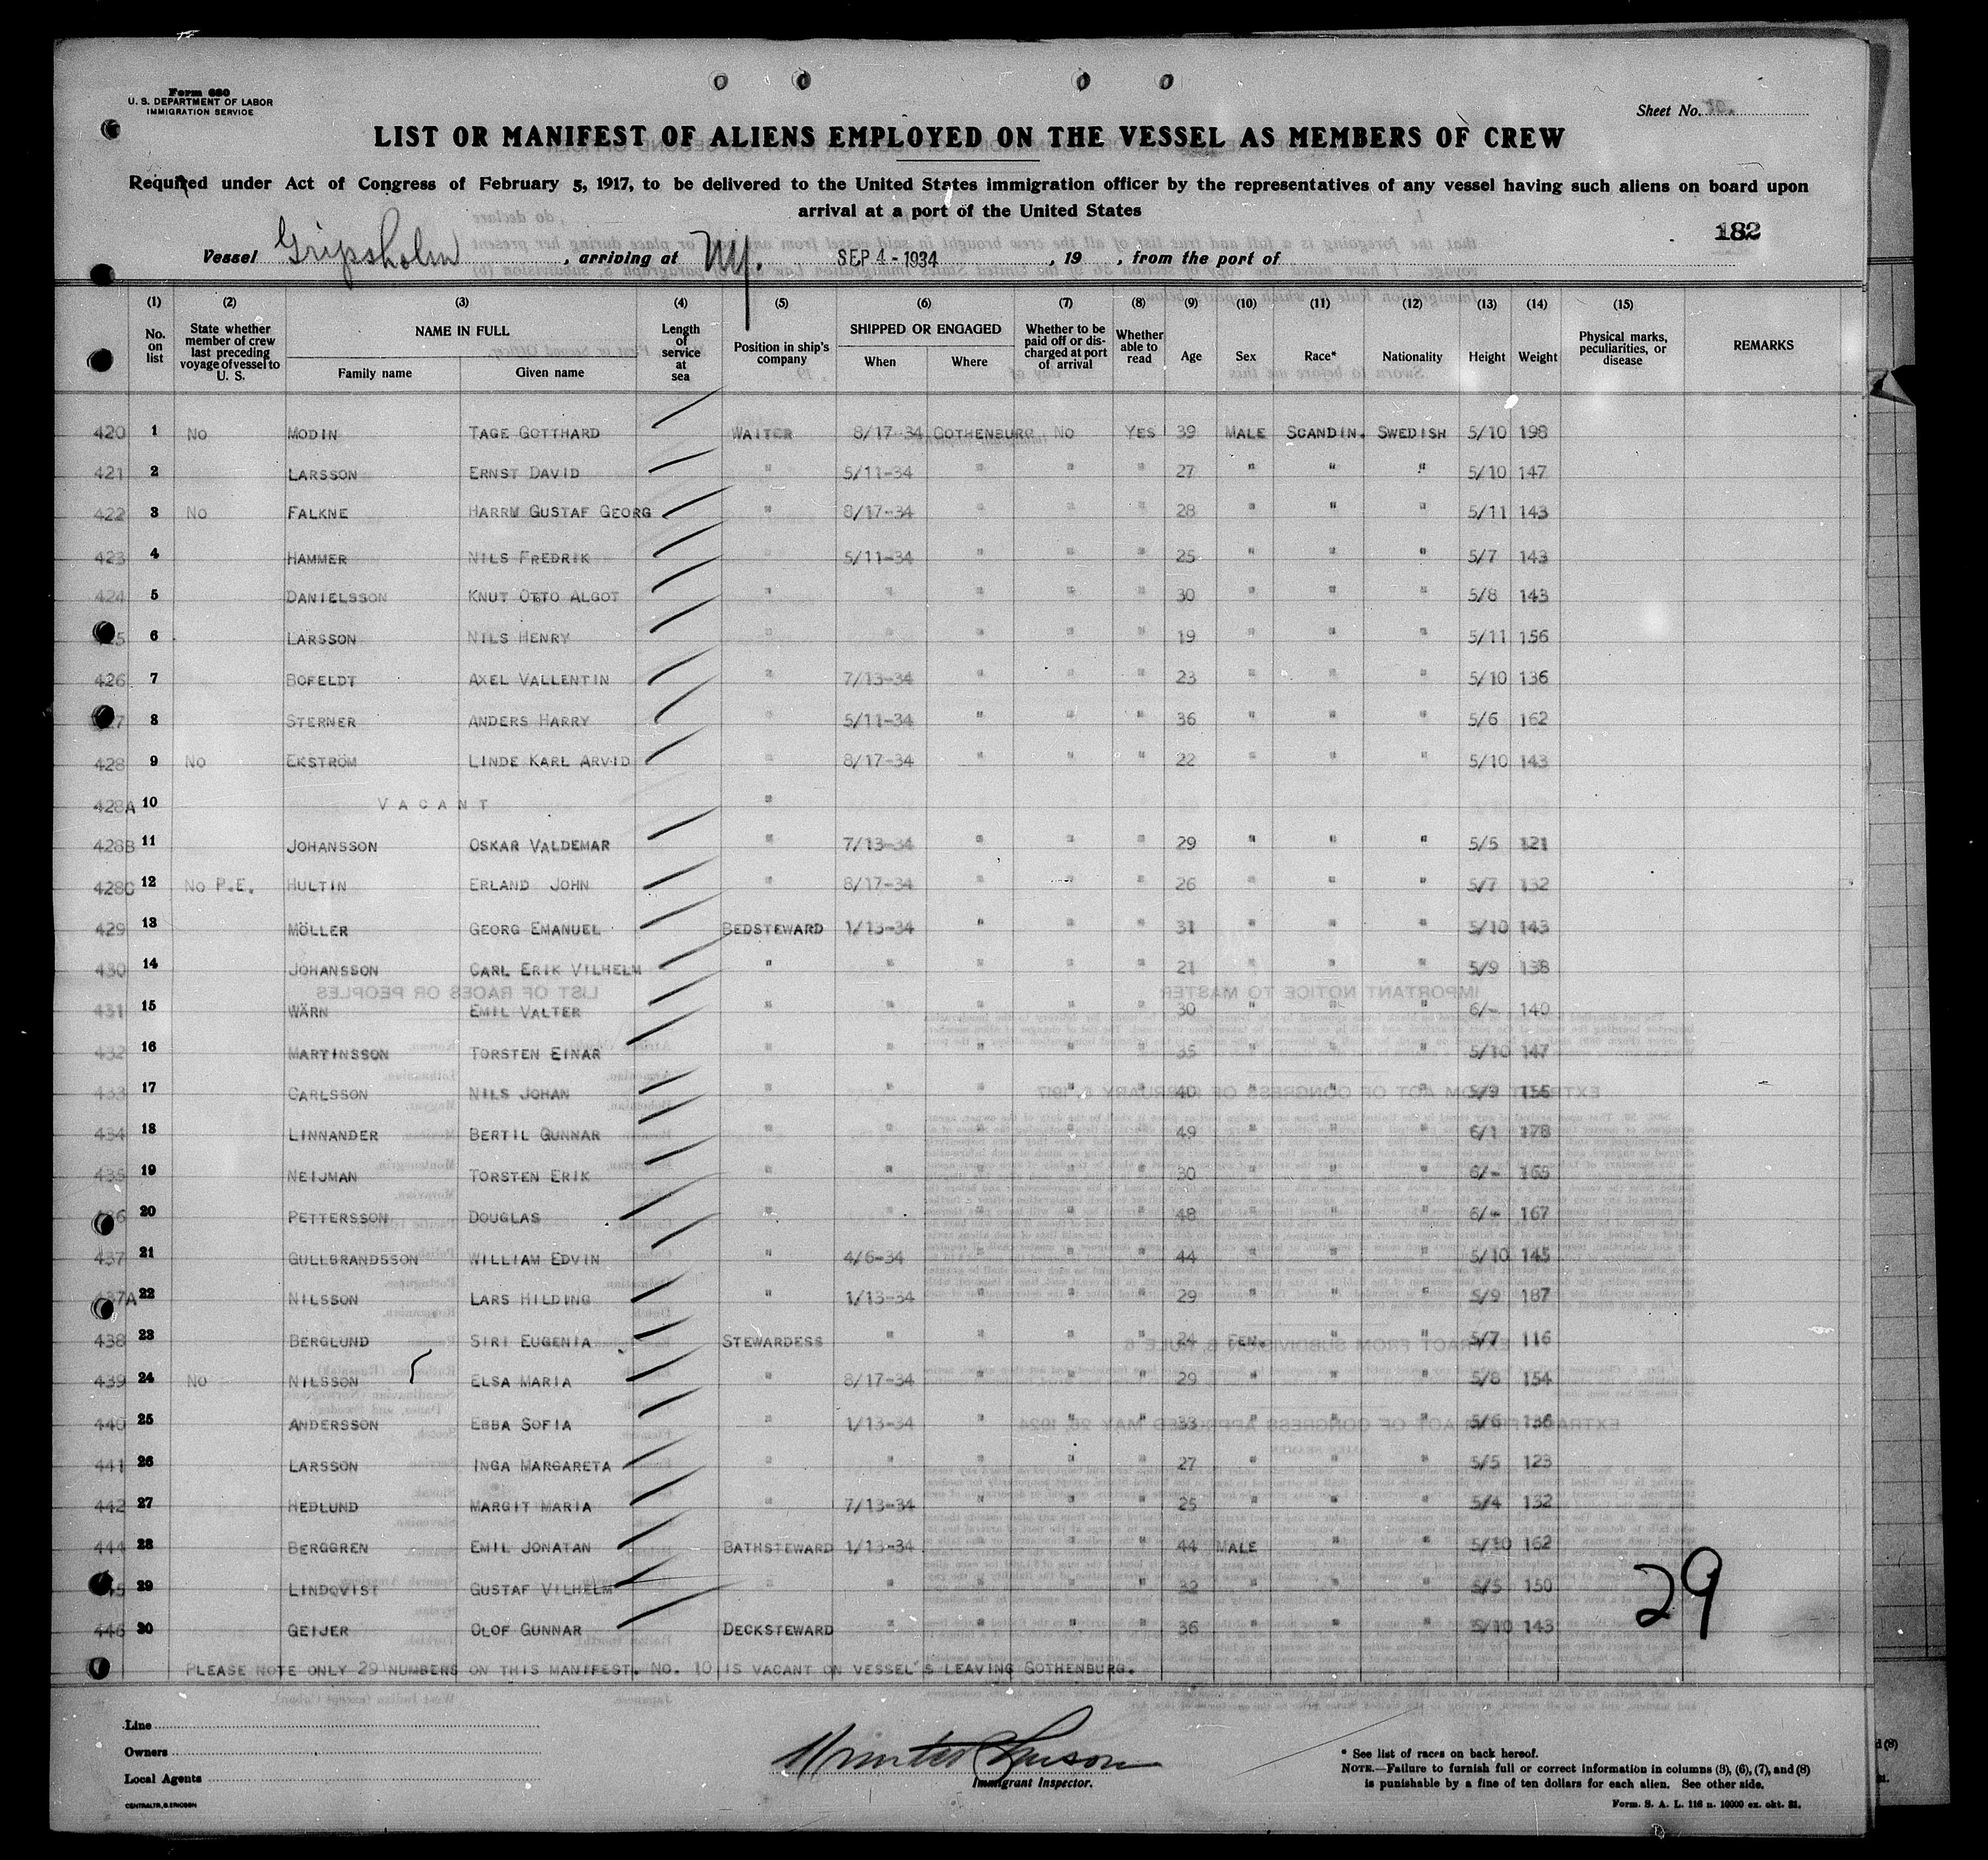 Form 680
U. S. DEPARTMENT OF LABOR
IMMIGRATION SERVICE
Sheet No.
LIST OR MANIFEST OF ALIENS EMPLOYED ON THE VESSEL AS MEMBERS OF CREW
Required under Act of Congress of February 5, 1917, to be delivered to the United States immigration officer by the representatives of any vessel having such aliens on board upon
arrival at a port of the United States
182
Vessel Gripsholm, arriving at NY. SEP 4 - 1934, 19 , from the port of
(1) (2) (3) (4) (5) (6) (7) (8) (9) (10) (11) (12) (13) (14) (15)
No. on list State whether member of crew last preceding voyage of vessel to U. S. NAME IN FULL Family name Given name Length of service at sea Position in ship's company SHIPPED OR ENGAGED When Where Whether to be paid off or discharged at port of arrival Whether able to read Age Sex Race* Nationality Height Weight Physical marks, peculiarities, or disease REMARKS
420 1 NO MODIN TAGE GOTTHARD WAITER 8/17-34 GOTHENBURG NO YES 39 MALE SCANDIN. SWEDISH 5/10 198
421 2 LARSSON ERNST DAVID " 5/11-34 " " " 27 " " " 5/10 147
422 3 NO FALKNE HARRM GUSTAF GEORG " 8/17-34 " " " 28 " " " 5/11 143
423 4 HAMMER NILS FREDRIK " 5/11-34 " " " 25 " " " 5/7 143
424 5 DANIELSSON KNUT OTTO ALGOT " " " " " 30 " " " 5/8 143
6 LARSSON NILS HENRY " " " " " 19 " " " 5/11 156
426 7 BOFELDT AXEL VALLENTIN " 7/13-34 " " " 23 " " " 5/10 136
8 STERNER ANDERS HARRY " 5/11-34 " " " 36 " " " 5/6 162
428 9 NO EKSTRÖM LINDE KARL ARVID " 8/17-34 " " " 22 " " " 5/10 143
428A 10 VACANT "
428B 11 JOHANSSON OSKAR VALDEMAR " 7/13-34 " " " 29 " " " 5/5 121
428C 12 NO P.E. HULTIN ERLAND JOHN " 8/17-34 " " " 26 " " " 5/7 132
429 13 MÖLLER GEORG EMANUEL BEDSTEWARD 1/13-34 " " " 31 " " " 5/10 143
430 14 JOHANSSON CARL ERIK VILHELM " " " " " 21 " " " 5/9 138
431 15 WÄRN EMIL VALTER " " " " " 30 " " " 6/- 140
432 16 MARTINSSON TORSTEN EINAR " " " " " 35 " " " 5/10 147
433 17 CARLSSON NILS JOHAN " " " " " 40 " " " 5/9 156
434 18 LINNANDER BERTIL GUNNAR " " " " " 49 " " " 6/1 178
435 19 NEIJMAN TORSTEN ERIK " " " " " 30 " " " 6/- 165
436 20 PETTERSSON DOUGLAS " " " " " 48 " " " 6/- 167
437 21 GULLBRANDSSON WILLIAM EDVIN " 4/6-34 " " " 44 " " " 5/10 145
437A 22 NILSSON LARS HILDING " 1/13-34 " " " 29 " " " 5/9 187
438 23 BERGLUND SIRI EUGENIA STEWARDESS " " " " 24 FEM. " " 5/7 116
439 24 NO NILSSON ELSA MARIA " 8/17-34 " " " 29 " " " 5/8 154
440 25 ANDERSSON EBBA SOFIA " 1/13-34 " " " 33 " " " 5/6 136
441 26 LARSSON INGA MARGARETA " " " " " 27 " " " 5/5 123
442 27 HEDLUND MARGIT MARIA " 7/13-34 " " " 25 " " " 5/4 132
444 28 BERGGREN EMIL JONATAN BATHSTEWARD 1/13-34 " " " 44 MALE " " 5/10 162
29 LINDQVIST GUSTAF VILHELM " " " " " 32 " " " 5/5 150
446 30 GEIJER OLOF GUNNAR DECKSTEWARD " " " " 36 " " " 5/10 143
29
PLEASE NOTE ONLY 29 NUMBERS ON THIS MANIFEST. NO. 10 IS VACANT ON VESSEL'S LEAVING GOTHENBURG.
Line
Owners
Local Agents
CENTRALTR. G. ERICSON
Immigrant Inspector.
* See list of races on back hereof.
NOTE.—Failure to furnish full or correct information in columns (3), (6), (7), and (8)
is punishable by a fine of ten dollars for each alien. See other side.
Form. S. A. L. 116 n. 10000 ex. okt. 31.